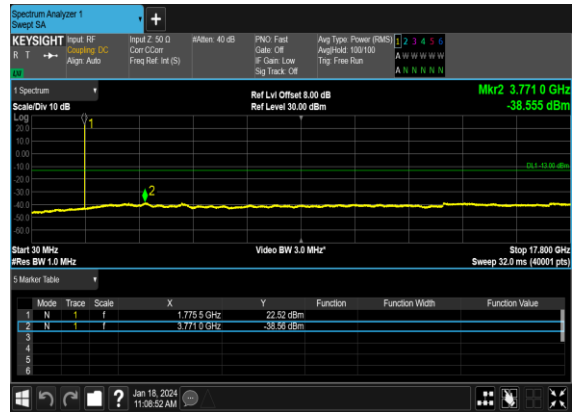 Spectrum Analyzer 1
Swept SA
KEYSIGHT Input: RF Input Z: 50 Ω #Atten: 40 dB PNO: Fast Avg Type: Power (RMS) 1 2 3 4 5 6
R T Coupling: DC Corr CCorr Gate: Off Avg|Hold: 100/100 A W W W W W
Align: Auto Freq Ref: Int (S) IF Gain: Low Trig: Free Run
Sig Track: Off A N N N N N
1 Spectrum
Scale/Div 10 dB Ref Lvl Offset 8.00 dB Mkr2 3.771 0 GHz
Ref Level 30.00 dBm -38.555 dBm
Log
1
20.0
10.0
0.00
-10.0
DL1 -13.00 dBm
-20.0
-30.0
2
-40.0
-50.0
-60.0
Start 30 MHz Video BW 3.0 MHz* Stop 17.800 GHz
#Res BW 1.0 MHz Sweep 32.0 ms (40001 pts)
5 Marker Table
Mode Trace Scale X Y Function Function Width Function Value
1 N 1 f 1.775 5 GHz 22.52 dBm
2 N 1 f 3.771 0 GHz -38.56 dBm
3
4
5
6
? Jan 18, 2024
11:08:52 AM